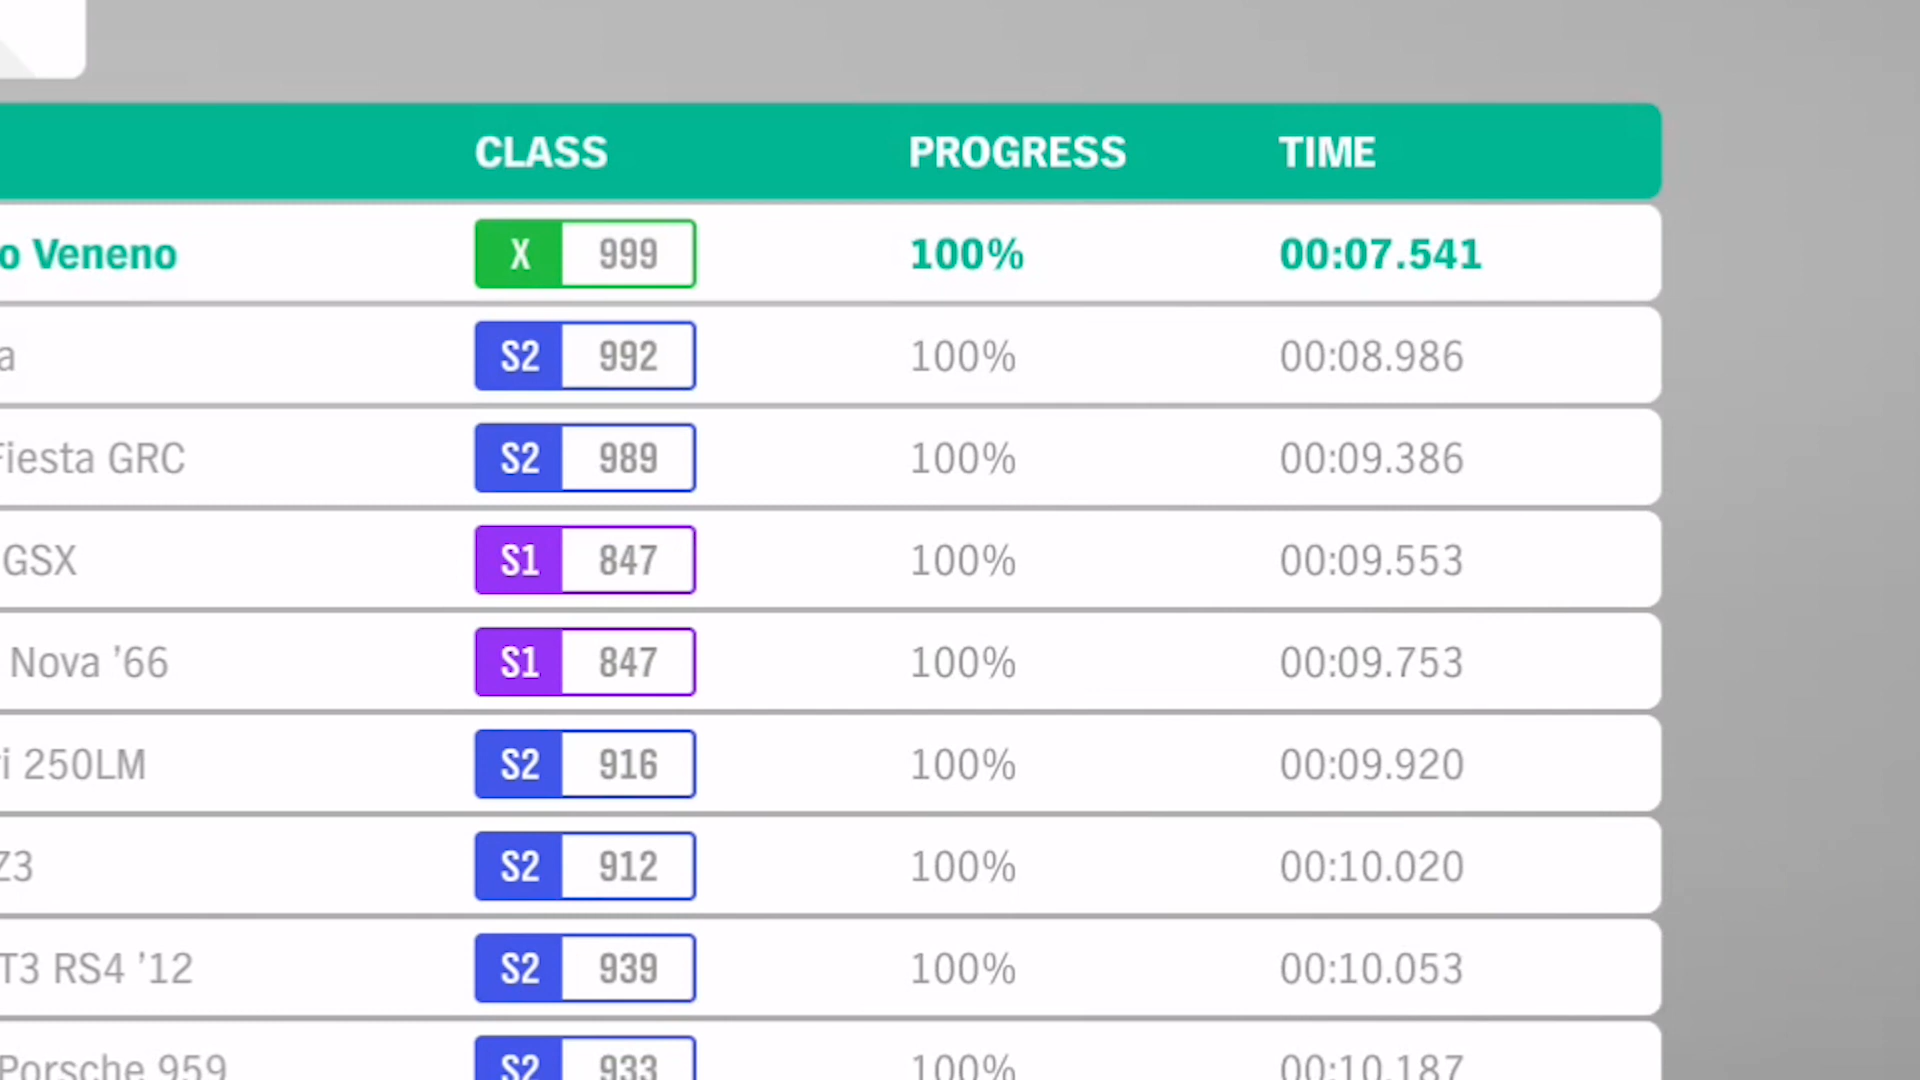 CLASS PROGRESS TIME
o Veneno X 999 100% 00:07.541
a S2 992 100% 00:08.986
Fiesta GRC S2 989 100% 00:09.386
GSX S1 847 100% 00:09.553
Nova ’66 S1 847 100% 00:09.753
i 250LM S2 916 100% 00:09.920
Z3 S2 912 100% 00:10.020
T3 RS4 ’12 S2 939 100% 00:10.053
Porsche 959 S2 933 100% 00:10.187